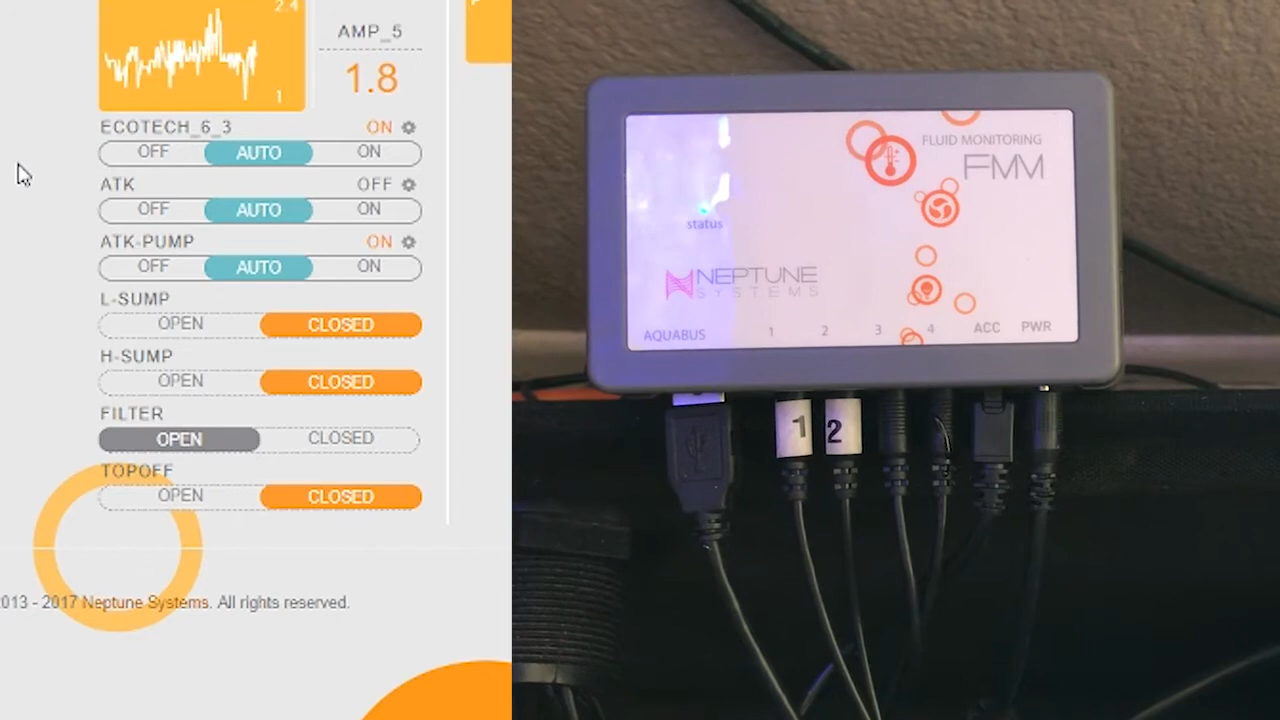 2.4
1
AMP_5
1.8
ECOTECH_6_3 ON
OFF AUTO ON
ATK OFF
OFF AUTO ON
ATK-PUMP ON
OFF AUTO ON
L-SUMP
OPEN CLOSED
H-SUMP
OPEN CLOSED
FILTER
OPEN CLOSED
TOPOFF
OPEN CLOSED
013 - 2017 Neptune Systems. All rights reserved.
FLUID MONITORING
FMM
status
NEPTUNE
SYSTEMS
AQUABUS 1 2 3 4 ACC PWR
1 2